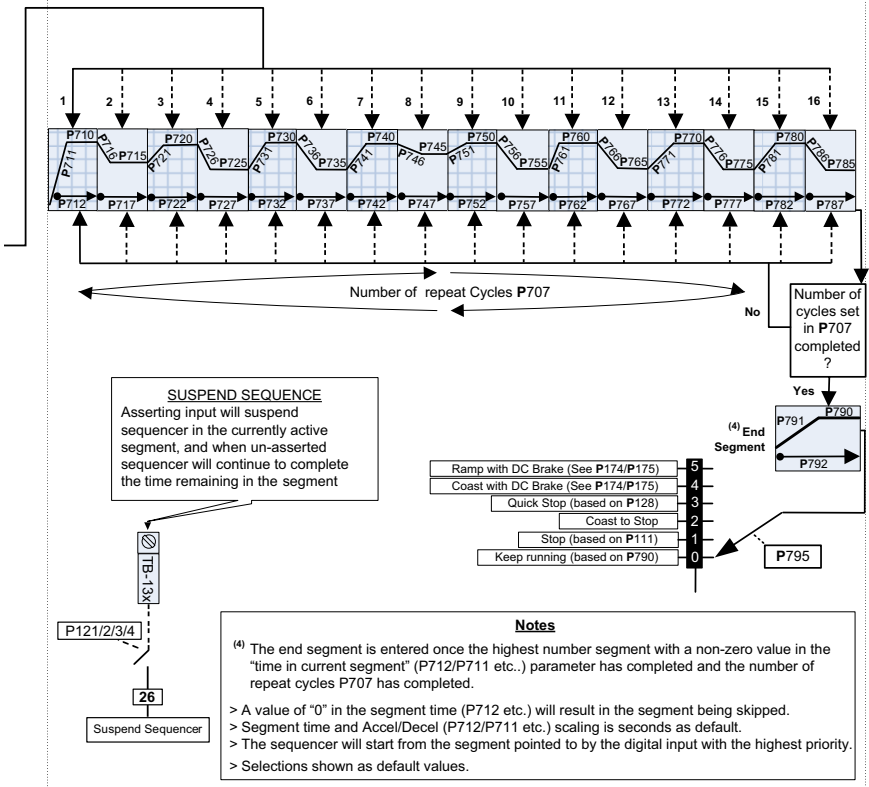 1 2 3 4 5 6 7 8 9 10 11 12 13 14 15 16
P710 P715 P720 P725 P730 P735 P740 P745 P750 P755 P760 P765 P770 P775 P780 P785
P711 P716 P721 P726 P731 P736 P741 P746 P751 P756 P761 P766 P771 P776 P781 P786
P712 P717 P722 P727 P732 P737 P742 P747 P752 P757 P762 P767 P772 P777 P782 P787
Number of repeat Cycles P707
No
Number of
cycles set
in P707
completed
?
Yes
(4) End
Segment
P791
P790
P792
SUSPEND SEQUENCE
Asserting input will suspend
sequencer in the currently active
segment, and when un-asserted
sequencer will continue to complete
the time remaining in the segment
TB-13x
P121/2/3/4
26
Suspend Sequencer
Ramp with DC Brake (See P174/P175) 5
Coast with DC Brake (See P174/P175) 4
Quick Stop (based on P128) 3
Coast to Stop 2
Stop (based on P111) 1
Keep running (based on P790) 0
P795
Notes
(4) The end segment is entered once the highest number segment with a non-zero value in the
“time in current segment” (P712/P711 etc..) parameter has completed and the number of
repeat cycles P707 has completed.
> A value of “0” in the segment time (P712 etc.) will result in the segment being skipped.
> Segment time and Accel/Decel (P712/P711 etc.) scaling is seconds as default.
> The sequencer will start from the segment pointed to by the digital input with the highest priority.
> Selections shown as default values.